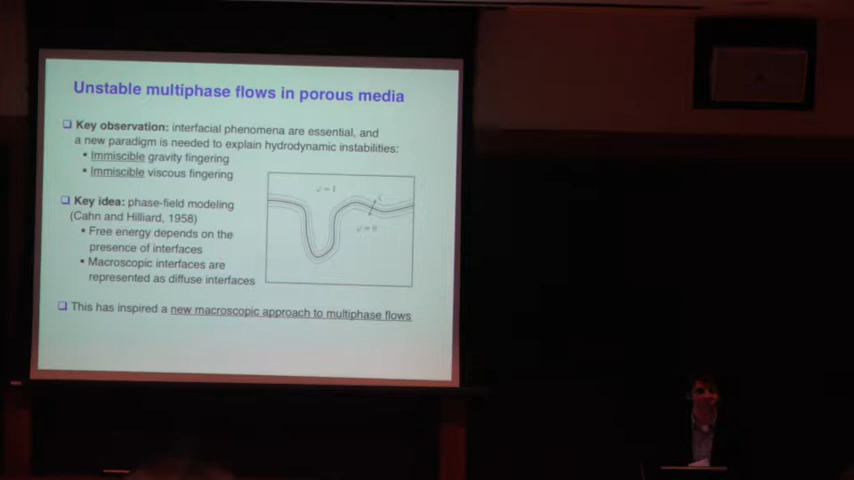 Unstable multiphase flows in porous media
❑ Key observation: interfacial phenomena are essential, and
a new paradigm is needed to explain hydrodynamic instabilities:
• Immiscible gravity fingering
• Immiscible viscous fingering
❑ Key idea: phase-field modeling
(Cahn and Hilliard, 1958)
• Free energy depends on the
presence of interfaces
• Macroscopic interfaces are
represented as diffuse interfaces
φ = 1
φ = 0
❑ This has inspired a new macroscopic approach to multiphase flows